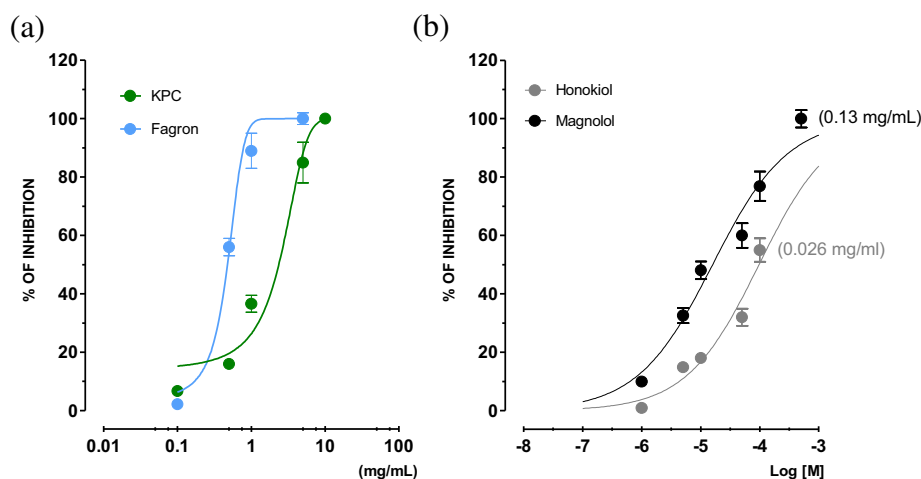 (a)
120
100
80
60
40
20
0
% OF INHIBITION
KPC
Fagron
0.01
0.1
1
10
100
(mg/mL)
(b)
120
100
80
60
40
20
0
% OF INHIBITION
Honokiol
Magnolol
(0.13 mg/mL)
(0.026 mg/ml)
-8
-7
-6
-5
-4
-3
Log [M]